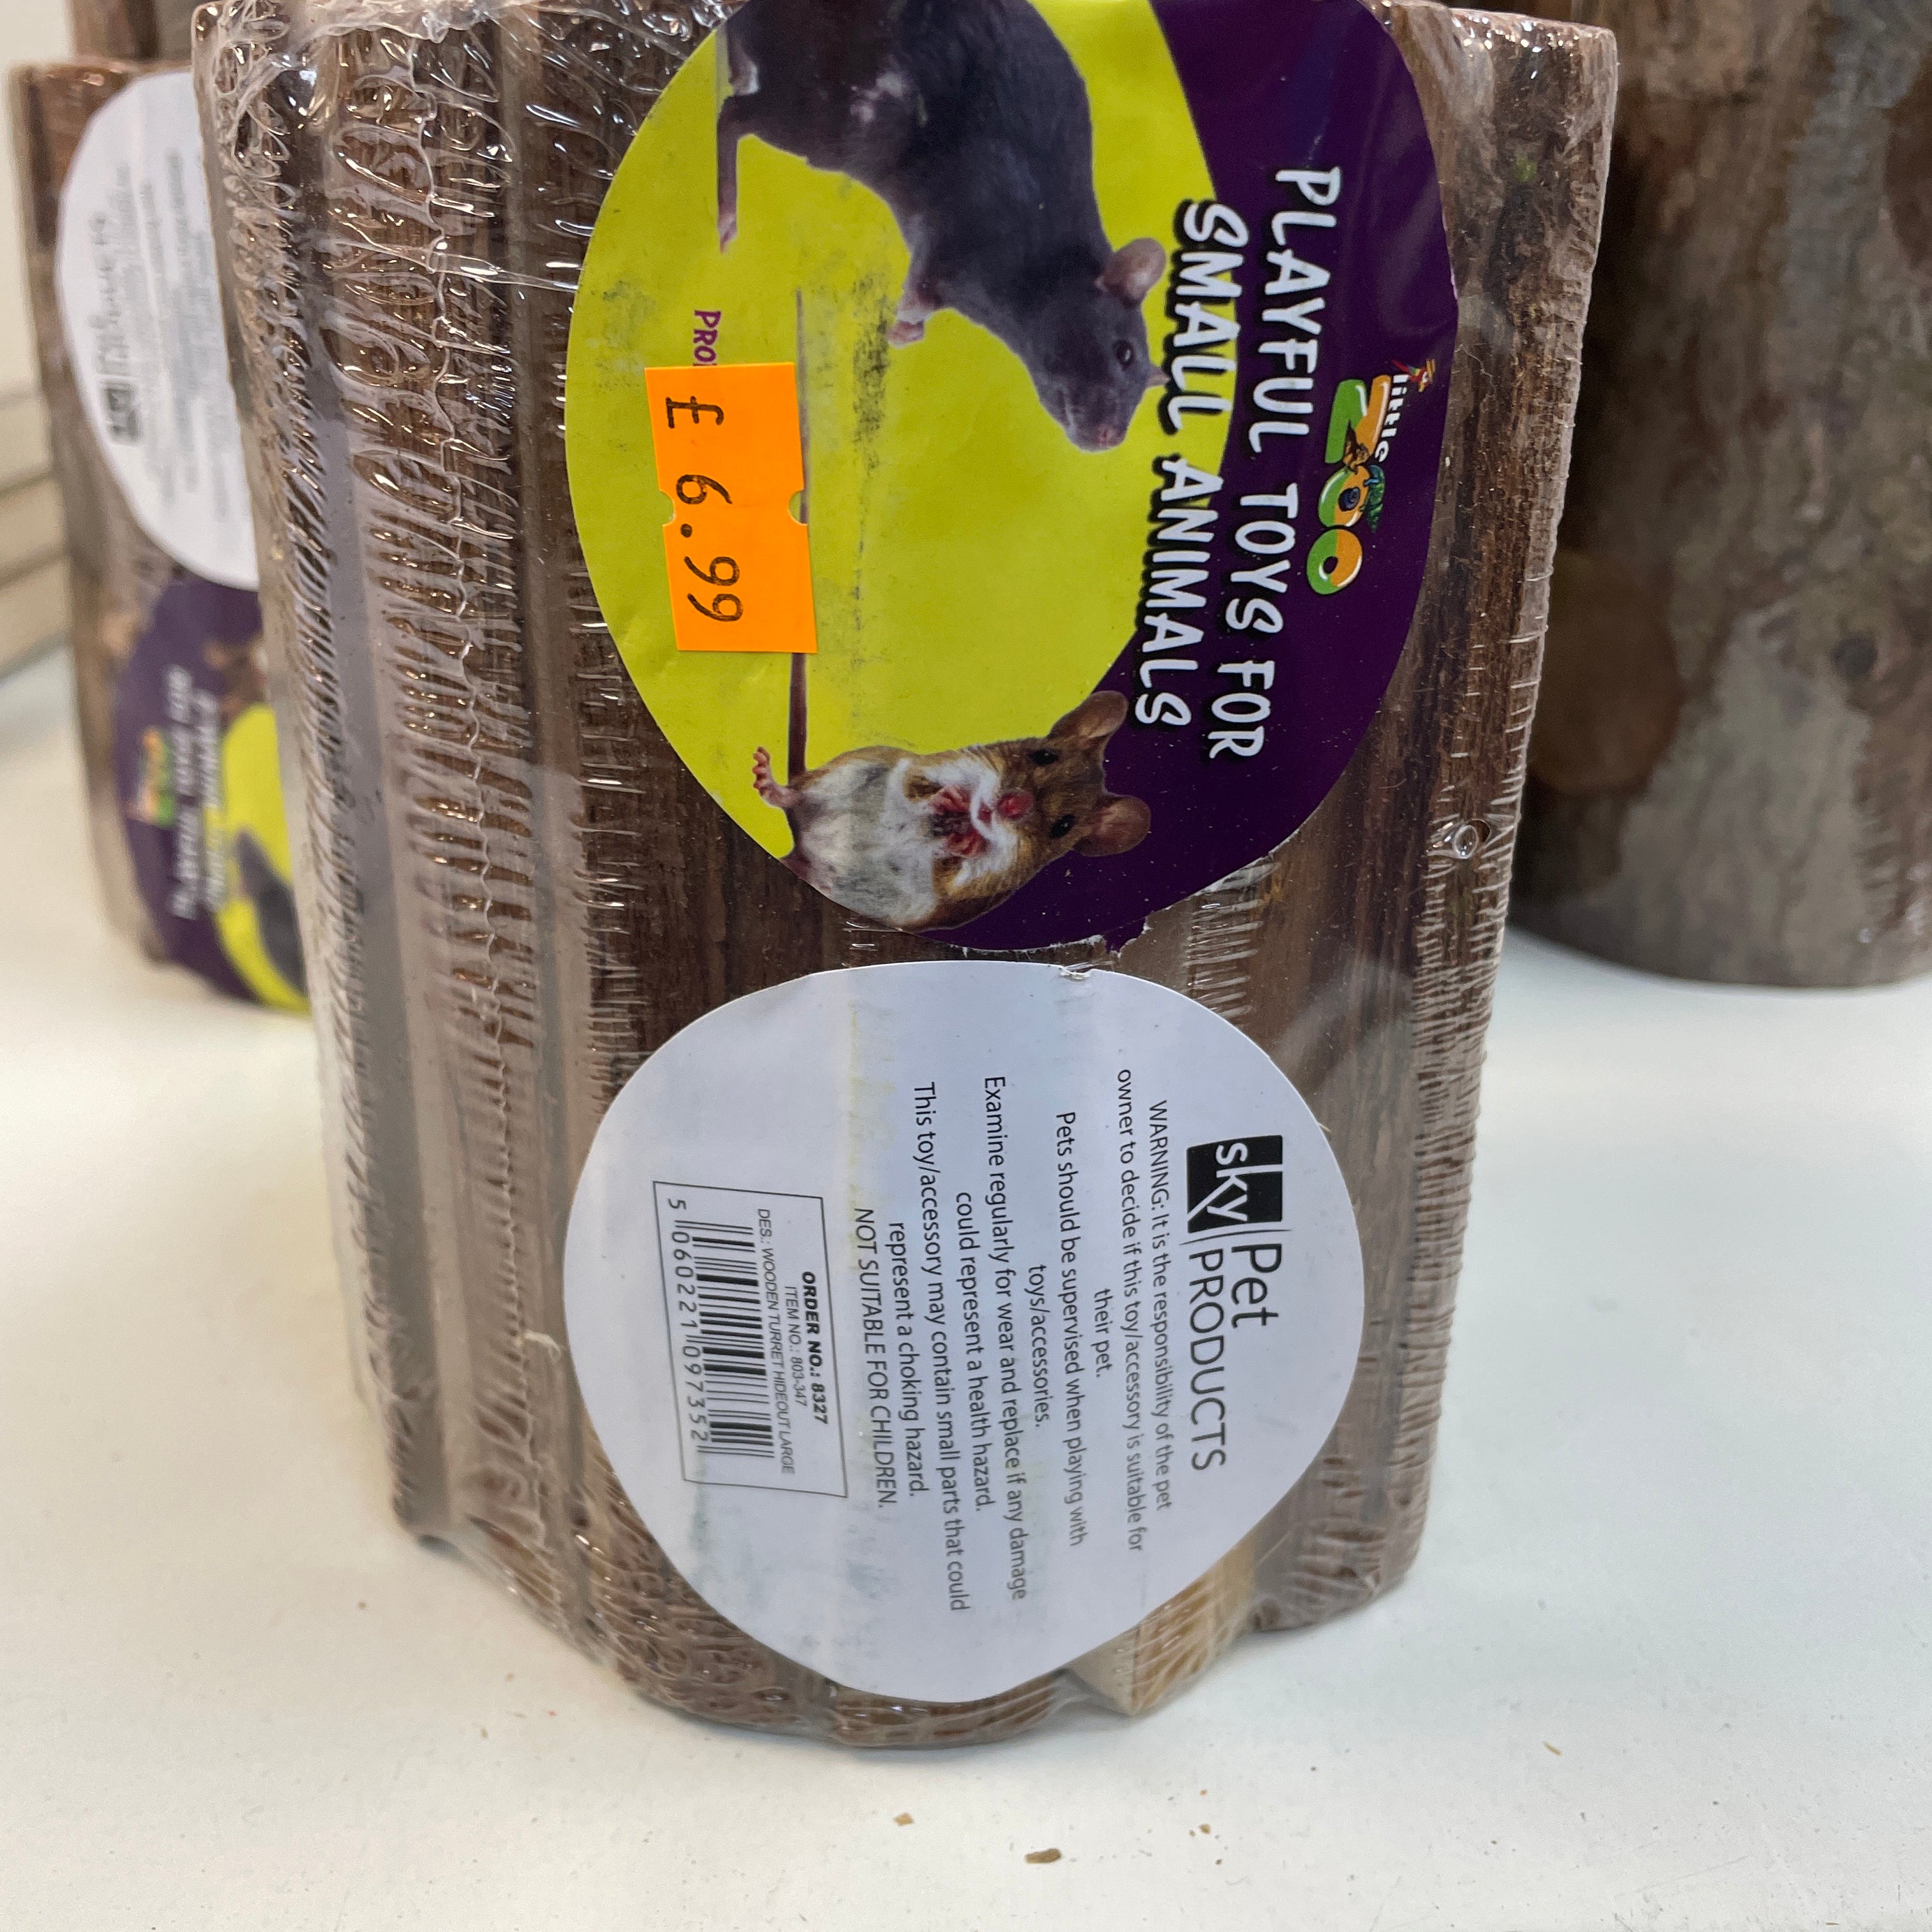 little
ZOO
PLAYFUL TOYS FOR
SMALL ANIMALS
£ 6.99
sky Pet
PRODUCTS
WARNING: It is the responsibility of the pet
owner to decide if this toy/accessory is suitable for
their pet.
Pets should be supervised when playing with
toys/accessories.
Examine regularly for wear and replace if any damage
could represent a health hazard.
This toy/accessory may contain small parts that could
represent a choking hazard.
NOT SUITABLE FOR CHILDREN.
ORDER NO.: 8327
ITEM NO.: 803-347
DES.: WOODEN TURRET HIDEOUT LARGE
5 060221 097352